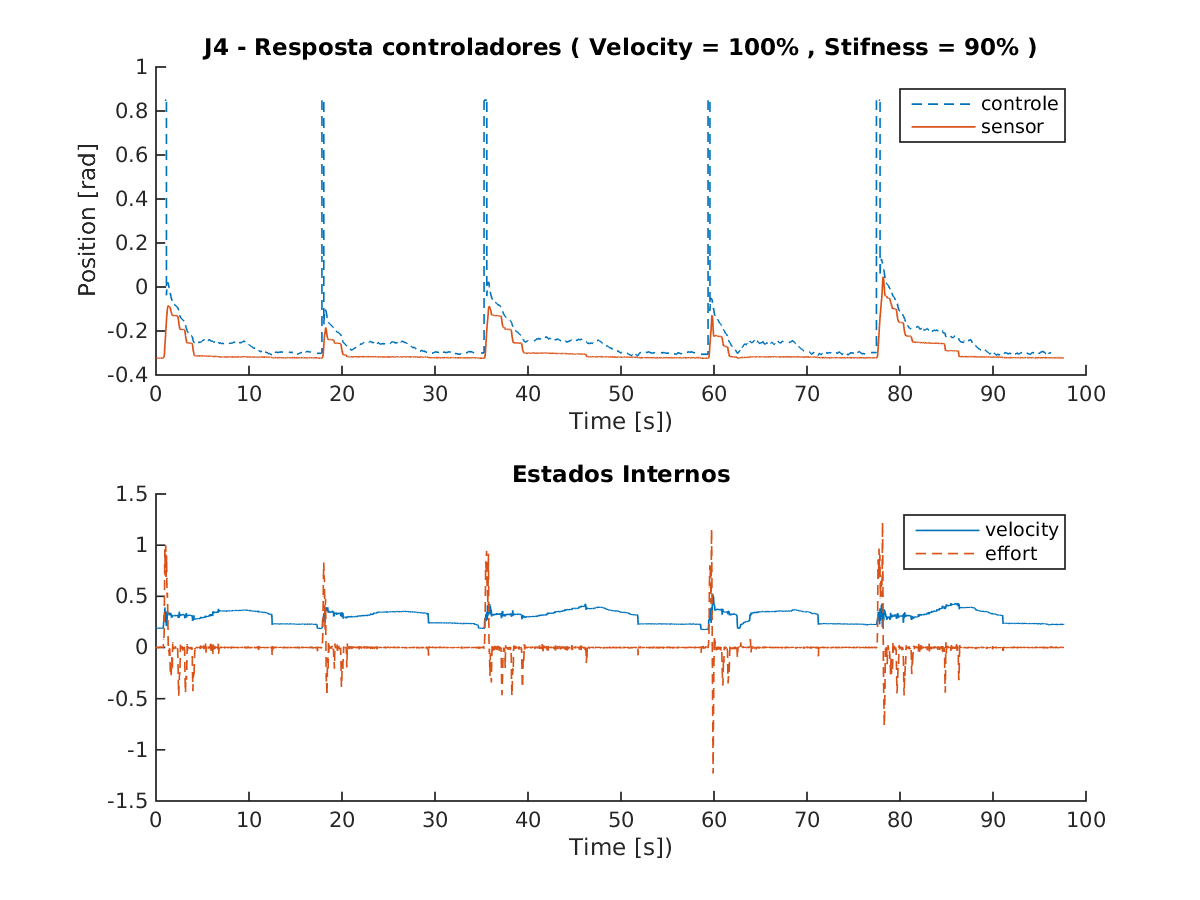 J4 - Resposta controladores ( Velocity = 100% , Stifness = 90% )
1
0.8
0.6
0.4
0.2
0
-0.2
-0.4
Position [rad]
controle
sensor
0 10 20 30 40 50 60 70 80 90 100
Time [s])
Estados Internos
1.5
1
0.5
0
-0.5
-1
-1.5
velocity
effort
0 10 20 30 40 50 60 70 80 90 100
Time [s])